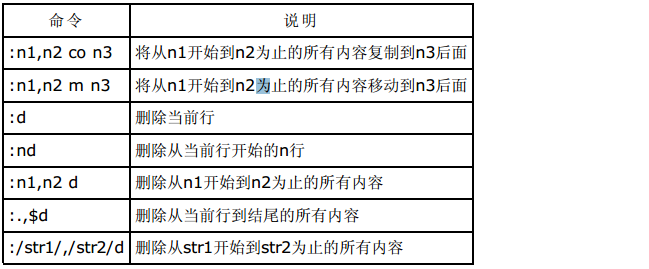 命令 说明
:n1,n2 co n3 将从n1开始到n2为止的所有内容复制到n3后面
:n1,n2 m n3 将从n1开始到n2为止的所有内容移动到n3后面
:d 删除当前行
:nd 删除从当前行开始的n行
:n1,n2 d 删除从n1开始到n2为止的所有内容
:.,$d 删除从当前行到结尾的所有内容
:/str1/,/str2/d 删除从str1开始到str2为止的所有内容